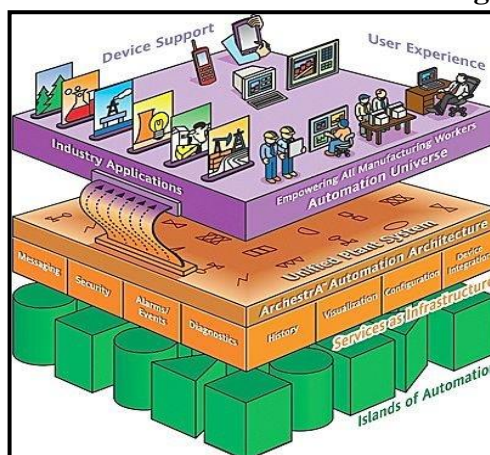 g
Device Support
User Experience
Industry Applications
Empowering All Manufacturing Workers
Automation Universe
Unified Plant System
ArchestrA Automation Architecture
Messaging
Security
Alarms/
Events
Diagnostics
History
Visualization
Configuration
Device
Integration
Services as Infrastructure
Islands of Automation